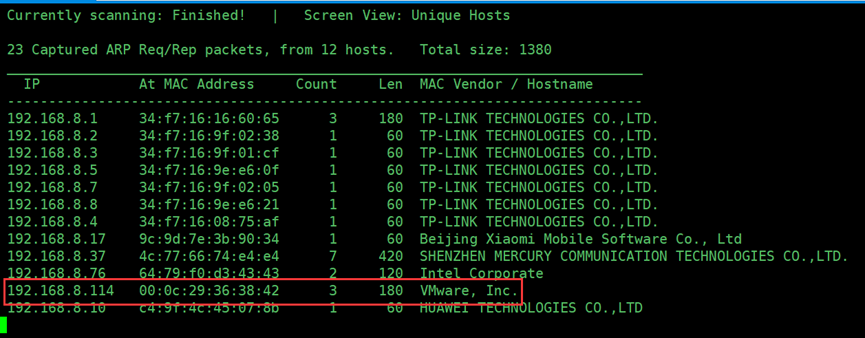 Currently scanning: Finished!   |   Screen View: Unique Hosts
23 Captured ARP Req/Rep packets, from 12 hosts.   Total size: 1380
IP            At MAC Address     Count     Len  MAC Vendor / Hostname
192.168.8.1     34:f7:16:16:60:65      3     180  TP-LINK TECHNOLOGIES CO.,LTD.
192.168.8.2     34:f7:16:9f:02:38      1      60  TP-LINK TECHNOLOGIES CO.,LTD.
192.168.8.3     34:f7:16:9f:01:cf      1      60  TP-LINK TECHNOLOGIES CO.,LTD.
192.168.8.5     34:f7:16:9e:e6:0f      1      60  TP-LINK TECHNOLOGIES CO.,LTD.
192.168.8.7     34:f7:16:9f:02:05      1      60  TP-LINK TECHNOLOGIES CO.,LTD.
192.168.8.8     34:f7:16:9e:e6:21      1      60  TP-LINK TECHNOLOGIES CO.,LTD.
192.168.8.4     34:f7:16:08:75:af      1      60  TP-LINK TECHNOLOGIES CO.,LTD.
192.168.8.17    9c:9d:7e:3b:90:34      1      60  Beijing Xiaomi Mobile Software Co., Ltd
192.168.8.37    4c:77:66:74:e4:e4      7     420  SHENZHEN MERCURY COMMUNICATION TECHNOLOGIES CO.,LTD.
192.168.8.76    64:79:f0:d3:43:43      2     120  Intel Corporate
192.168.8.114   00:0c:29:36:38:42      3     180  VMware, Inc.
192.168.8.10    c4:9f:4c:45:07:8b      1      60  HUAWEI TECHNOLOGIES CO.,LTD